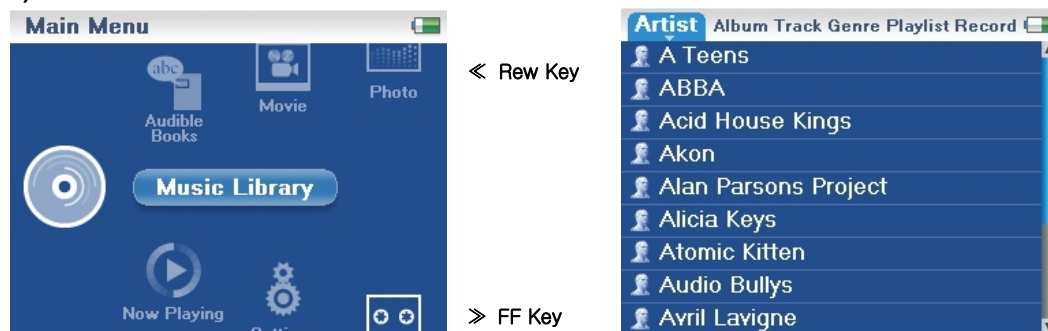 Main Menu
abc
Audible
Books
Movie
Photo
Music Library
Now Playing
≪ Rew Key
≫ FF Key
Artist Album Track Genre Playlist Record
A Teens
ABBA
Acid House Kings
Akon
Alan Parsons Project
Alicia Keys
Atomic Kitten
Audio Bullys
Avril Lavigne